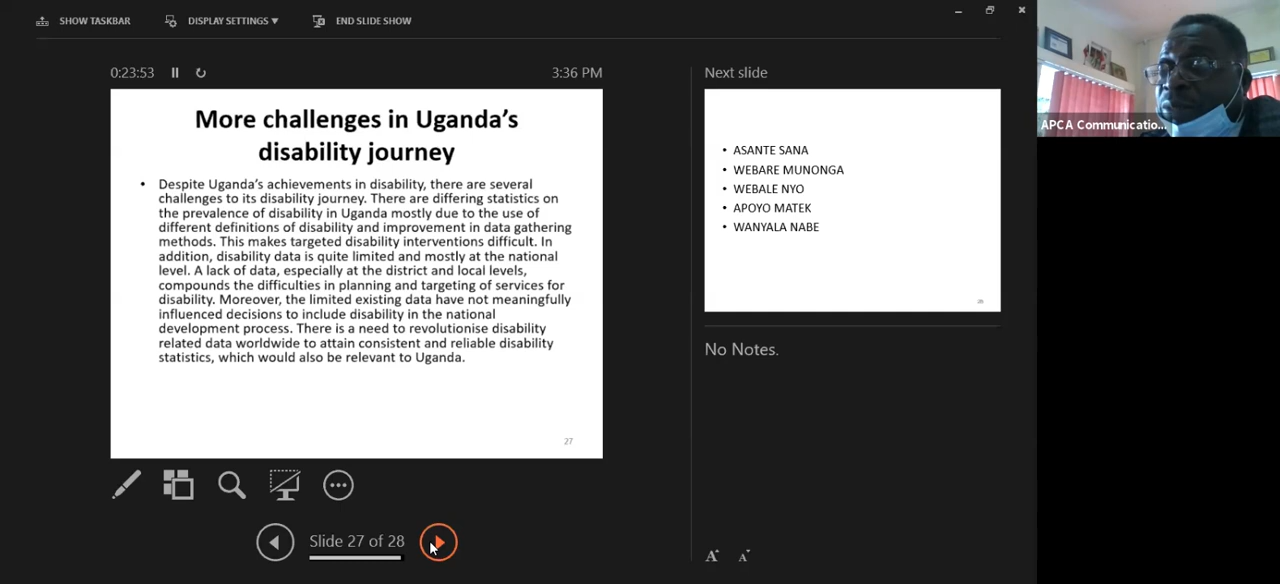 SHOW TASKBAR
DISPLAY SETTINGS ▼
END SLIDE SHOW
0:23:53
3:36 PM
More challenges in Uganda's
disability journey
• Despite Uganda's achievements in disability, there are several
challenges to its disability journey. There are differing statistics on
the prevalence of disability in Uganda mostly due to the use of
different definitions of disability and improvement in data gathering
methods. This makes targeted disability interventions difficult. In
addition, disability data is quite limited and mostly at the national
level. A lack of data, especially at the district and local levels,
compounds the difficulties in planning and targeting of services for
disability. Moreover, the limited existing data have not meaningfully
influenced decisions to include disability in the national
development process. There is a need to revolutionise disability
related data worldwide to attain consistent and reliable disability
statistics, which would also be relevant to Uganda.
27
Slide 27 of 28
Next slide
• ASANTE SANA
• WEBARE MUNONGA
• WEBALE NYO
• APOYO MATEK
• WANYALA NABE
28
No Notes.
A A
APCA Communicatio...